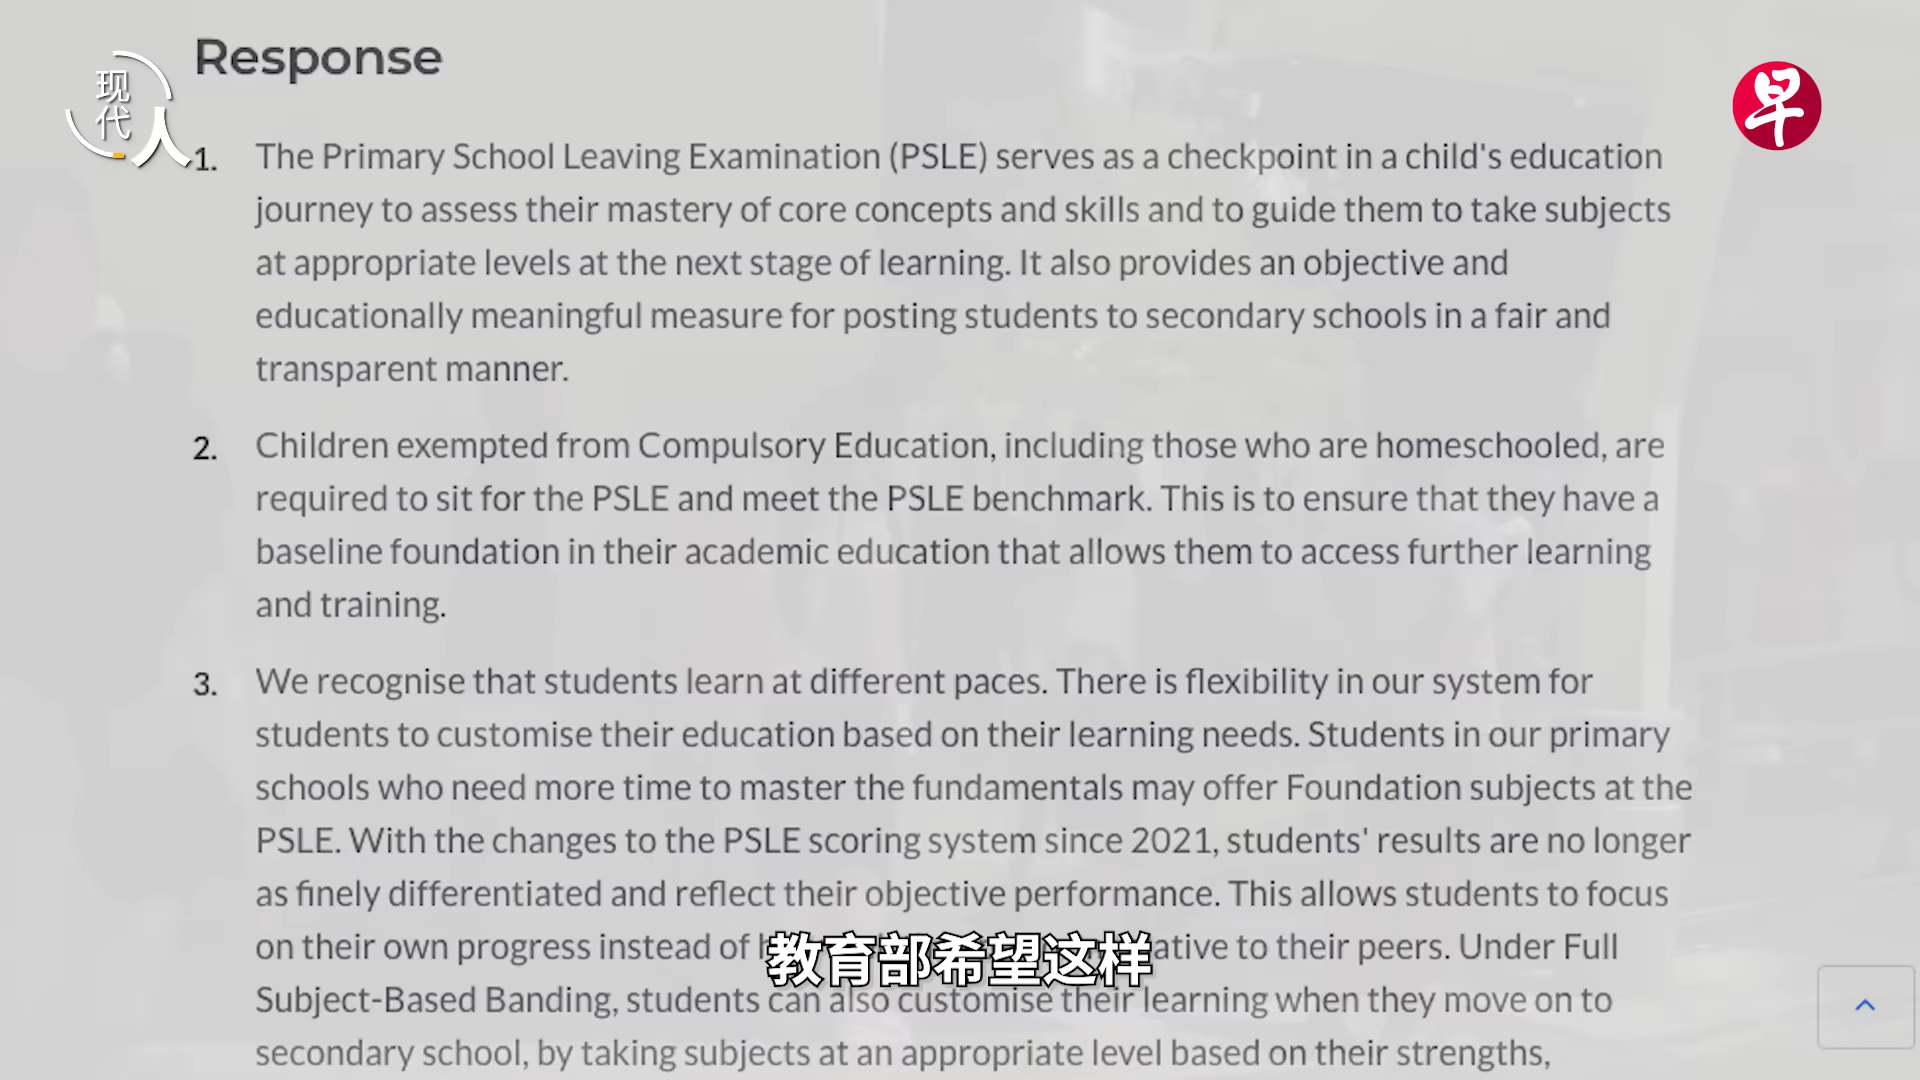 Response
现代人
早
1. The Primary School Leaving Examination (PSLE) serves as a checkpoint in a child's education
journey to assess their mastery of core concepts and skills and to guide them to take subjects
at appropriate levels at the next stage of learning. It also provides an objective and
educationally meaningful measure for posting students to secondary schools in a fair and
transparent manner.
2. Children exempted from Compulsory Education, including those who are homeschooled, are
required to sit for the PSLE and meet the PSLE benchmark. This is to ensure that they have a
baseline foundation in their academic education that allows them to access further learning
and training.
3. We recognise that students learn at different paces. There is flexibility in our system for
students to customise their education based on their learning needs. Students in our primary
schools who need more time to master the fundamentals may offer Foundation subjects at the
PSLE. With the changes to the PSLE scoring system since 2021, students' results are no longer
as finely differentiated and reflect their objective performance. This allows students to focus
on their own progress instead of ative to their peers. Under Full
教育部希望这样
Subject-Based Banding, students can also customise their learning when they move on to
secondary school, by taking subjects at an appropriate level based on their strengths,